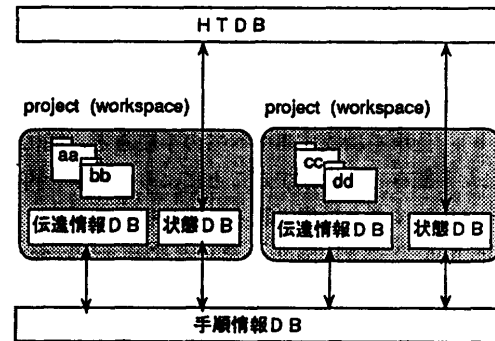 ＨＴＤＢ
project (workspace)
project (workspace)
aa
bb
cc
dd
伝達情報ＤＢ
状態ＤＢ
伝達情報ＤＢ
状態ＤＢ
手順情報ＤＢ